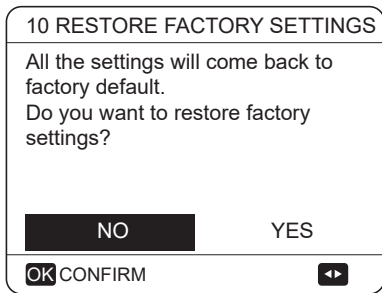 10 RESTORE FACTORY SETTINGS
All the settings will come back to
factory default.
Do you want to restore factory
settings?
NO YES
OK CONFIRM